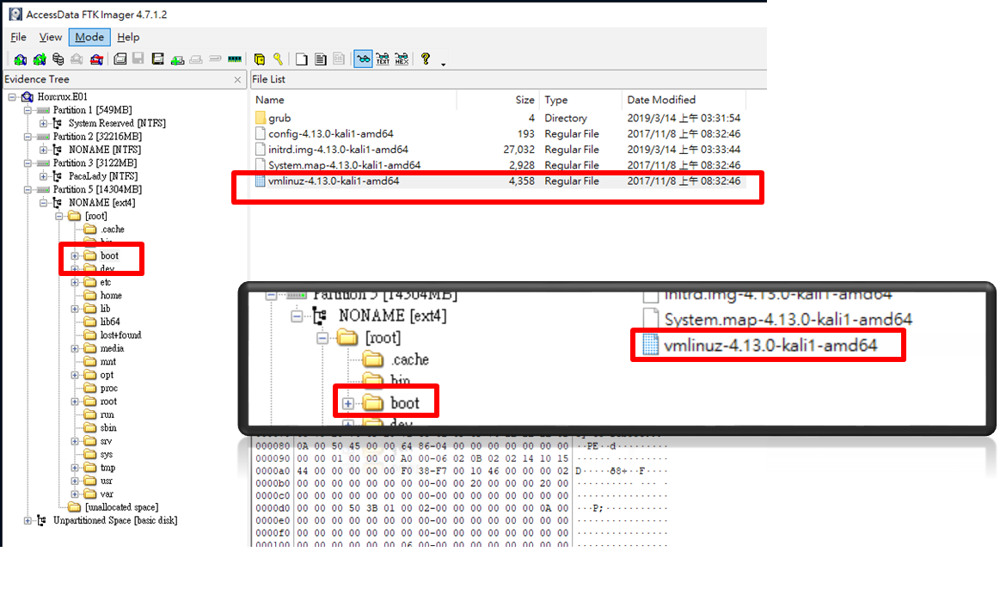 AccessData FTK Imager 4.7.1.2
File View Mode Help
Evidence Tree
Horcrux.E01
Partition 1 [549MB]
System Reserved [NTFS]
Partition 2 [32216MB]
NONAME [NTFS]
Partition 3 [3122MB]
PacaLady [NTFS]
Partition 5 [14304MB]
NONAME [ext4]
[root]
.cache
bin
boot
dev
etc
home
lib
lib64
lost+found
media
mnt
opt
proc
root
run
sbin
srv
sys
tmp
usr
var
[unallocated space]
Unpartitioned Space [basic disk]
File List
Name Size Type Date Modified
grub 4 Directory 2019/3/14 上午 03:31:54
config-4.13.0-kali1-amd64 193 Regular File 2017/11/8 上午 08:32:46
initrd.img-4.13.0-kali1-amd64 27,032 Regular File 2019/3/14 上午 03:33:44
System.map-4.13.0-kali1-amd64 2,928 Regular File 2017/11/8 上午 08:32:46
vmlinuz-4.13.0-kali1-amd64 4,358 Regular File 2017/11/8 上午 08:32:46
Partition 5 [14304MB]
NONAME [ext4]
[root]
.cache
bin
boot
dev
initrd.img-4.13.0-kali1-amd64
System.map-4.13.0-kali1-amd64
vmlinuz-4.13.0-kali1-amd64
000080 0A 00 50 45 00 00 64 86-04 00 00 00 00 00 00 00 ··PE··d·········
000090 00 00 01 00 00 00 A0 00-06 02 0B 02 02 14 10 15
0000a0 44 00 00 00 00 00 F0 38-F7 00 10 46 00 00 00 02 D·····ð8÷··F····
0000b0 00 00 00 00 00 00 00 00-00 20 00 00 00 20 00
0000c0 00 00 00 00 00 00 00 00-00 00 00 00 00 00 00 00 ················
0000d0 00 00 00 50 3B 01 00 02-00 00 00 00 00 00 0A 00 ···P;···········
0000e0 00 00 00 00 00 00 00 00-00 00 00 00 00 00 00 00 ················
0000f0 00 00 00 00 00 00 00 00-00 00 00 00 00 00 00 00 ················
000100 00 00 00 00 00 00 06 00-00 00 00 00 00 00 00 00 ················